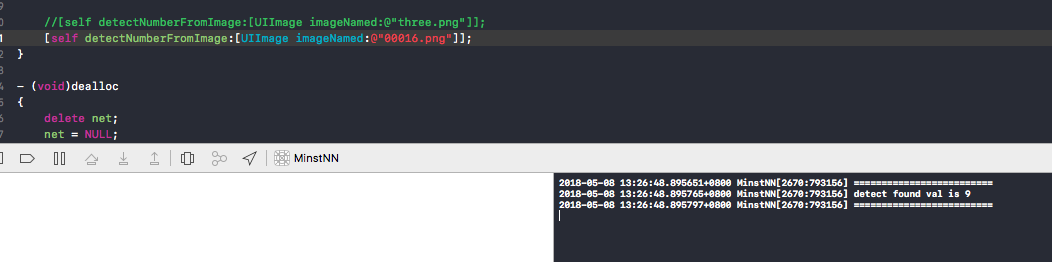 //[self detectNumberFromImage:[UIImage imageNamed:@"three.png"]];
[self detectNumberFromImage:[UIImage imageNamed:@"00016.png"]];
}
- (void)dealloc
{
delete net;
net = NULL;
MinstNN
2018-05-08 13:26:48.895651+0800 MinstNN[2670:793156] =========================
2018-05-08 13:26:48.895765+0800 MinstNN[2670:793156] detect found val is 9
2018-05-08 13:26:48.895797+0800 MinstNN[2670:793156] =========================